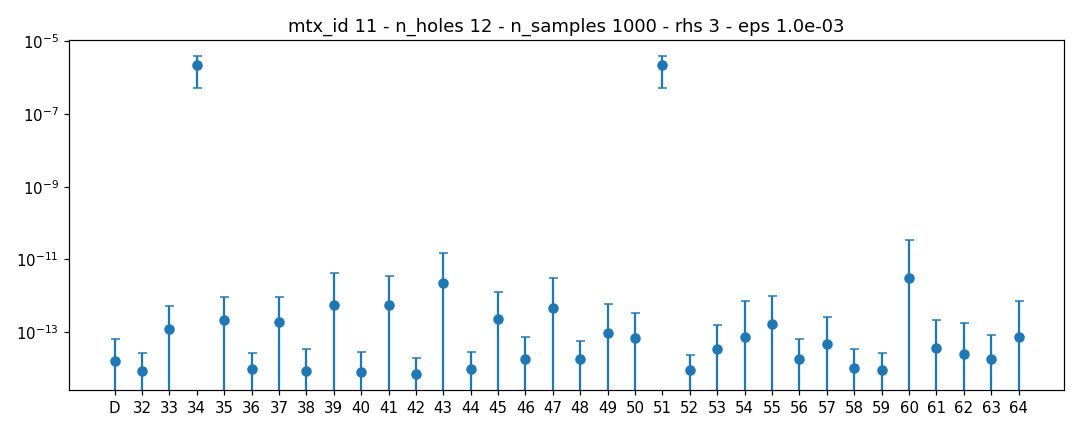 mtx_id 11 - n_holes 12 - n_samples 1000 - rhs 3 - eps 1.0e-03
10⁻⁵
10⁻⁷
10⁻⁹
10⁻¹¹
10⁻¹³
D 32 33 34 35 36 37 38 39 40 41 42 43 44 45 46 47 48 49 50 51 52 53 54 55 56 57 58 59 60 61 62 63 64